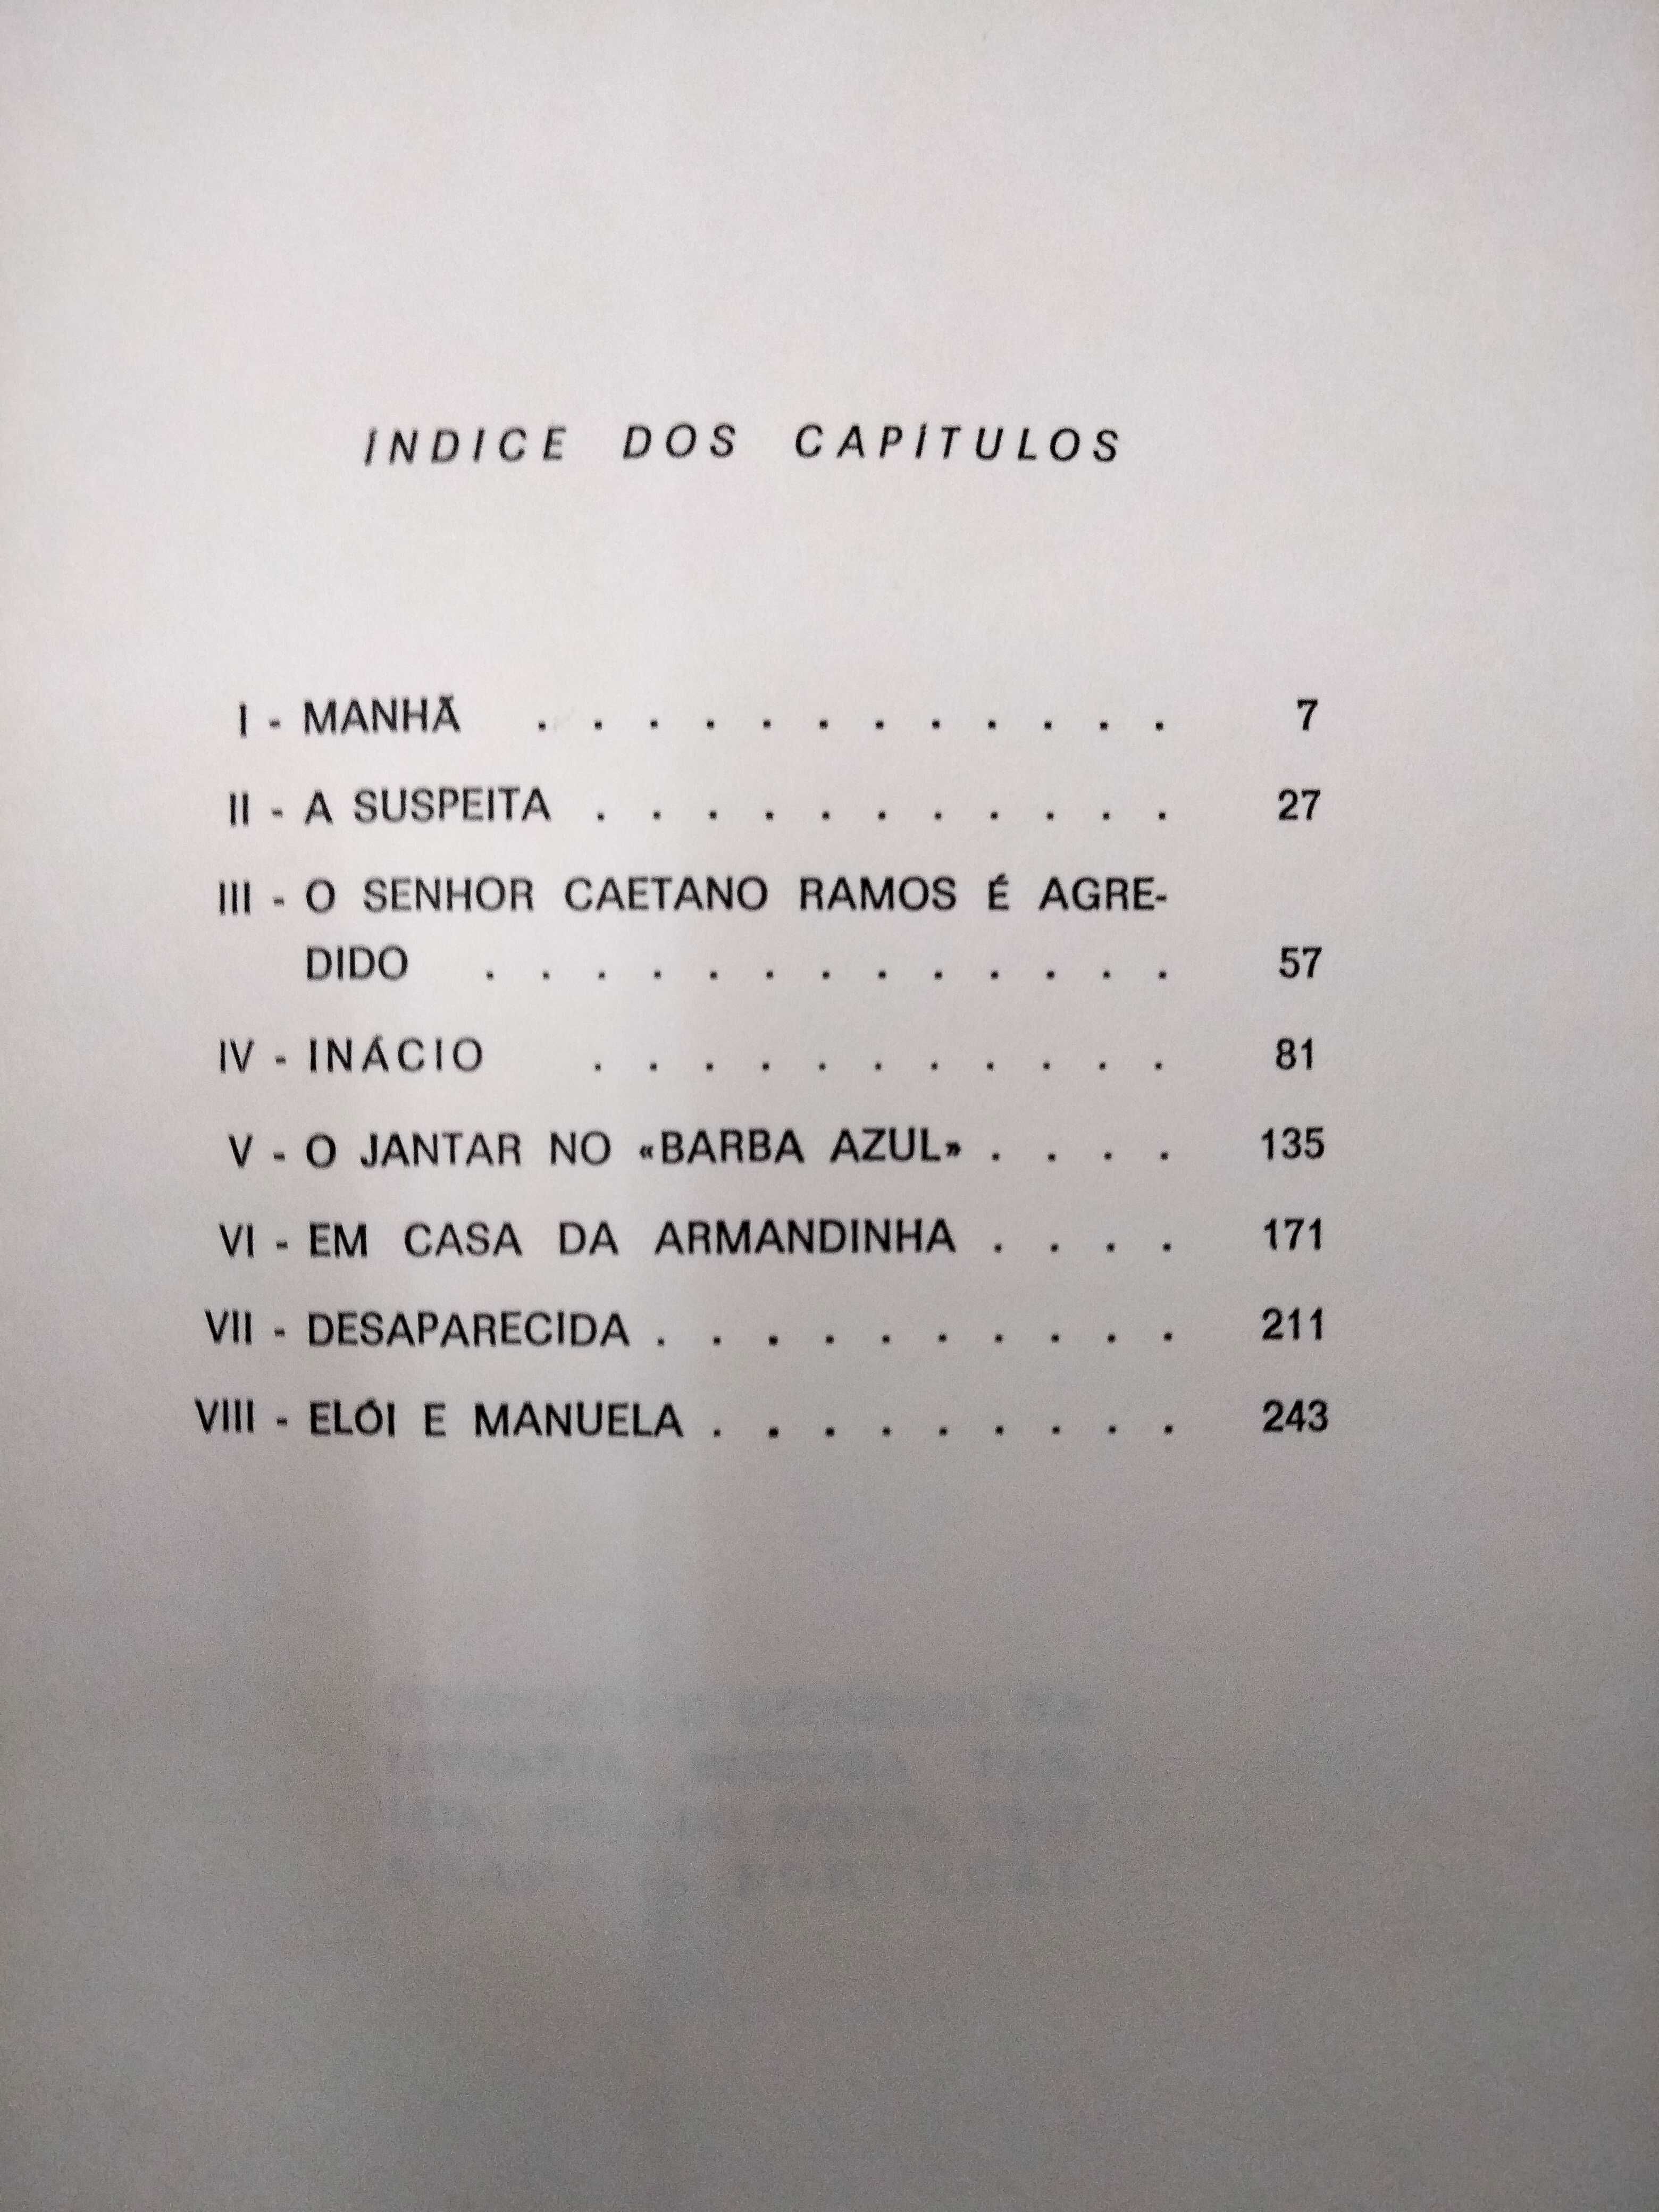 ÍNDICE DOS CAPÍTULOS
I - MANHÃ . . . . . . . . . . . . 7
II - A SUSPEITA . . . . . . . . . . . 27
III - O SENHOR CAETANO RAMOS É AGRE-
DIDO . . . . . . . . . . . . . 57
IV - INÁCIO . . . . . . . . . . . 81
V - O JANTAR NO «BARBA AZUL» . . . . 135
VI - EM CASA DA ARMANDINHA . . . . 171
VII - DESAPARECIDA . . . . . . . . . . 211
VIII - ELÓI E MANUELA . . . . . . . . . 243